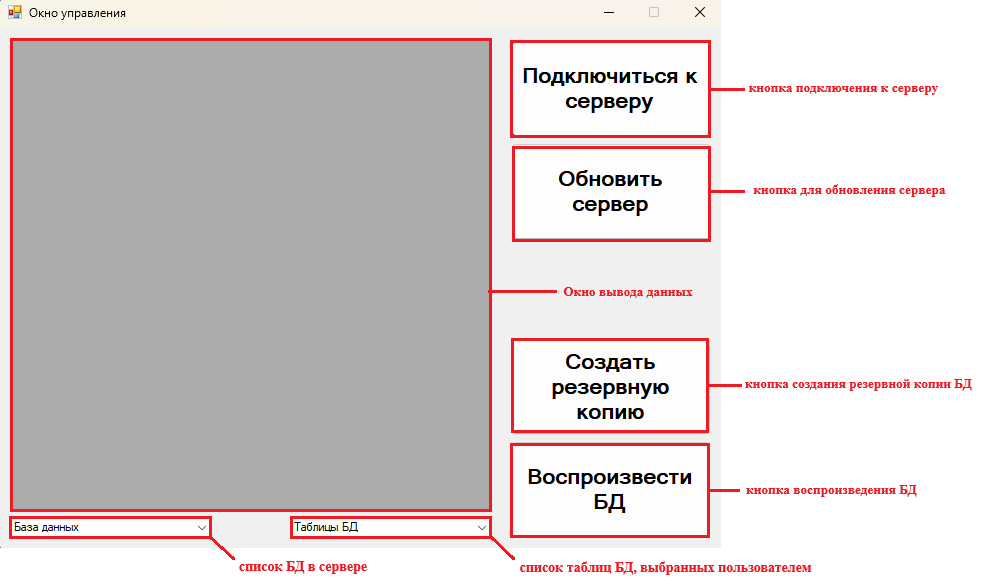 Окно управления
Подключиться к
серверу
кнопка подключения к серверу
Обновить
сервер
кнопка для обновления сервера
Окно вывода данных
Создать
резервную
копию
кнопка создания резервной копии БД
Воспроизвести
БД
кнопка воспроизведения БД
База данных
Таблицы БД
список БД в сервере
список таблиц БД, выбранных пользователем